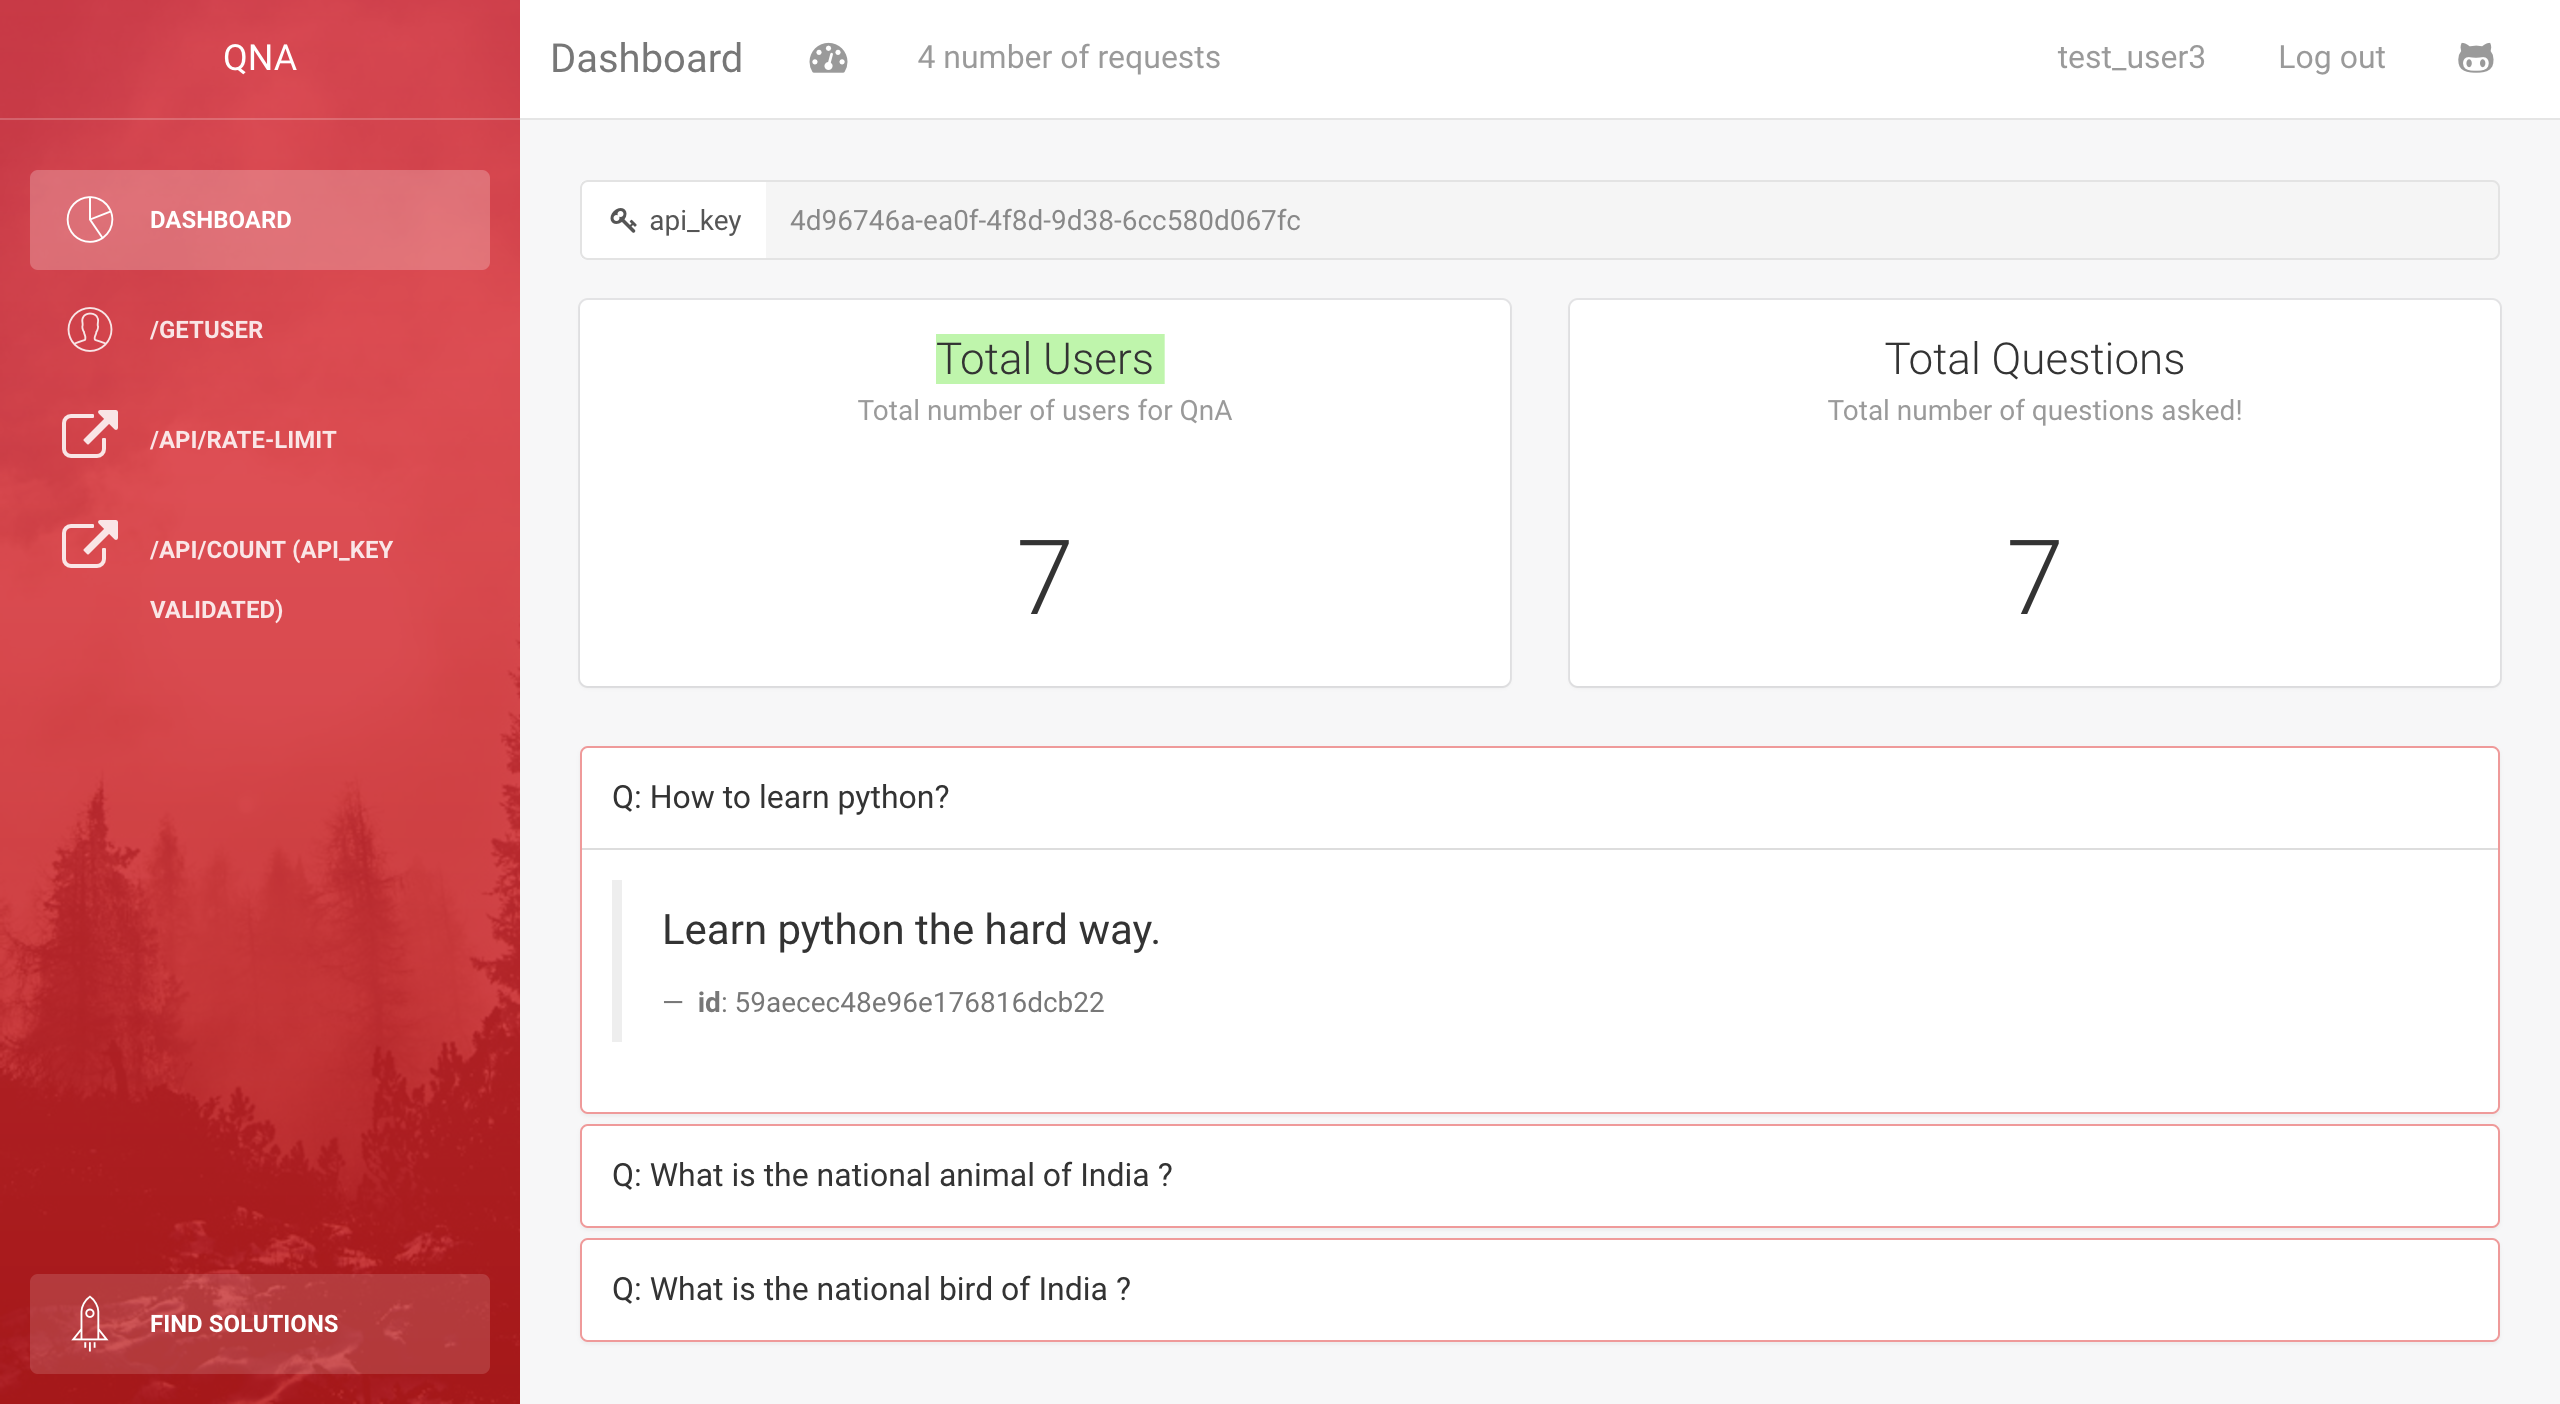 QNA
DASHBOARD
/GETUSER
/API/RATE-LIMIT
/API/COUNT (API_KEY
VALIDATED)
FIND SOLUTIONS
Dashboard
4 number of requests
test_user3
Log out
api_key
4d96746a-ea0f-4f8d-9d38-6cc580d067fc
Total Users
Total number of users for QnA
7
Total Questions
Total number of questions asked!
7
Q: How to learn python?
Learn python the hard way.
— id: 59aecec48e96e176816dcb22
Q: What is the national animal of India ?
Q: What is the national bird of India ?